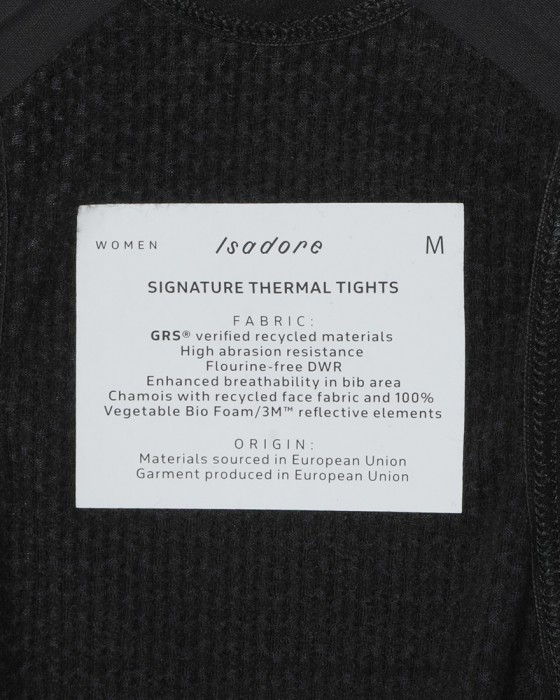 WOMEN Isadore M
SIGNATURE THERMAL TIGHTS
FABRIC:
GRS® verified recycled materials
High abrasion resistance
Flourine-free DWR
Enhanced breathability in bib area
Chamois with recycled face fabric and 100%
Vegetable Bio Foam/3M™ reflective elements
ORIGIN:
Materials sourced in European Union
Garment produced in European Union